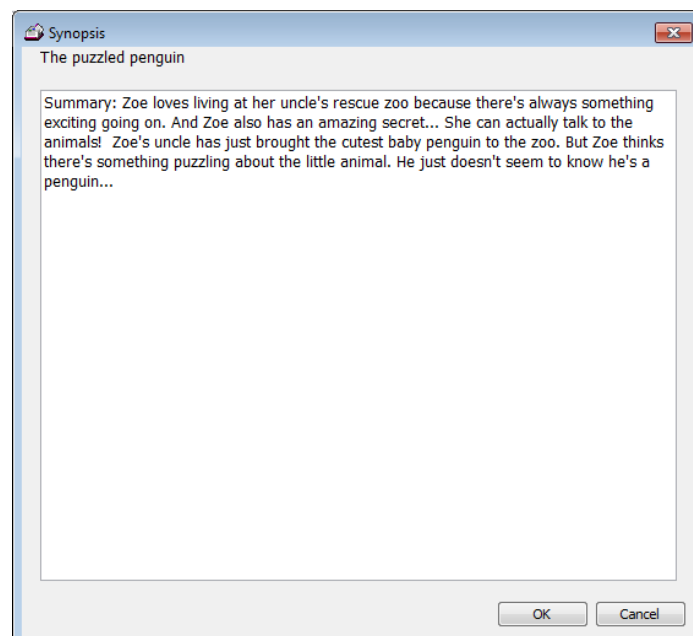 Synopsis
The puzzled penguin
Summary: Zoe loves living at her uncle's rescue zoo because there's always something
exciting going on. And Zoe also has an amazing secret... She can actually talk to the
animals!  Zoe's uncle has just brought the cutest baby penguin to the zoo. But Zoe thinks
there's something puzzling about the little animal. He just doesn't seem to know he's a
penguin...
OK Cancel